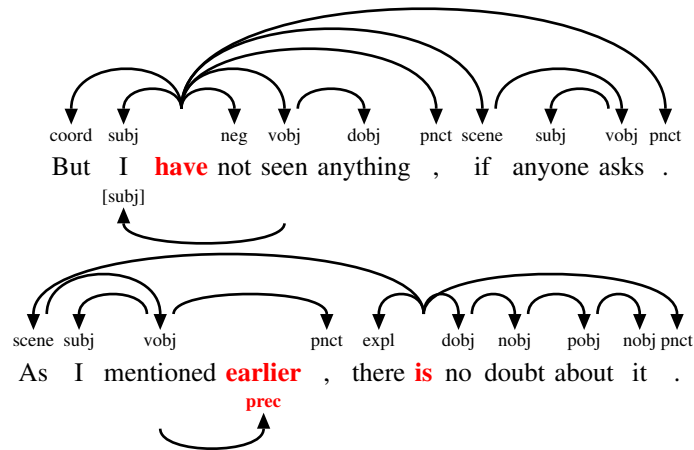 coord subj neg vobj dobj pnct scene subj vobj pnct
But I have not seen anything , if anyone asks .
[subj]
scene subj vobj pnct expl dobj nobj pobj nobj pnct
As I mentioned earlier , there is no doubt about it .
prec